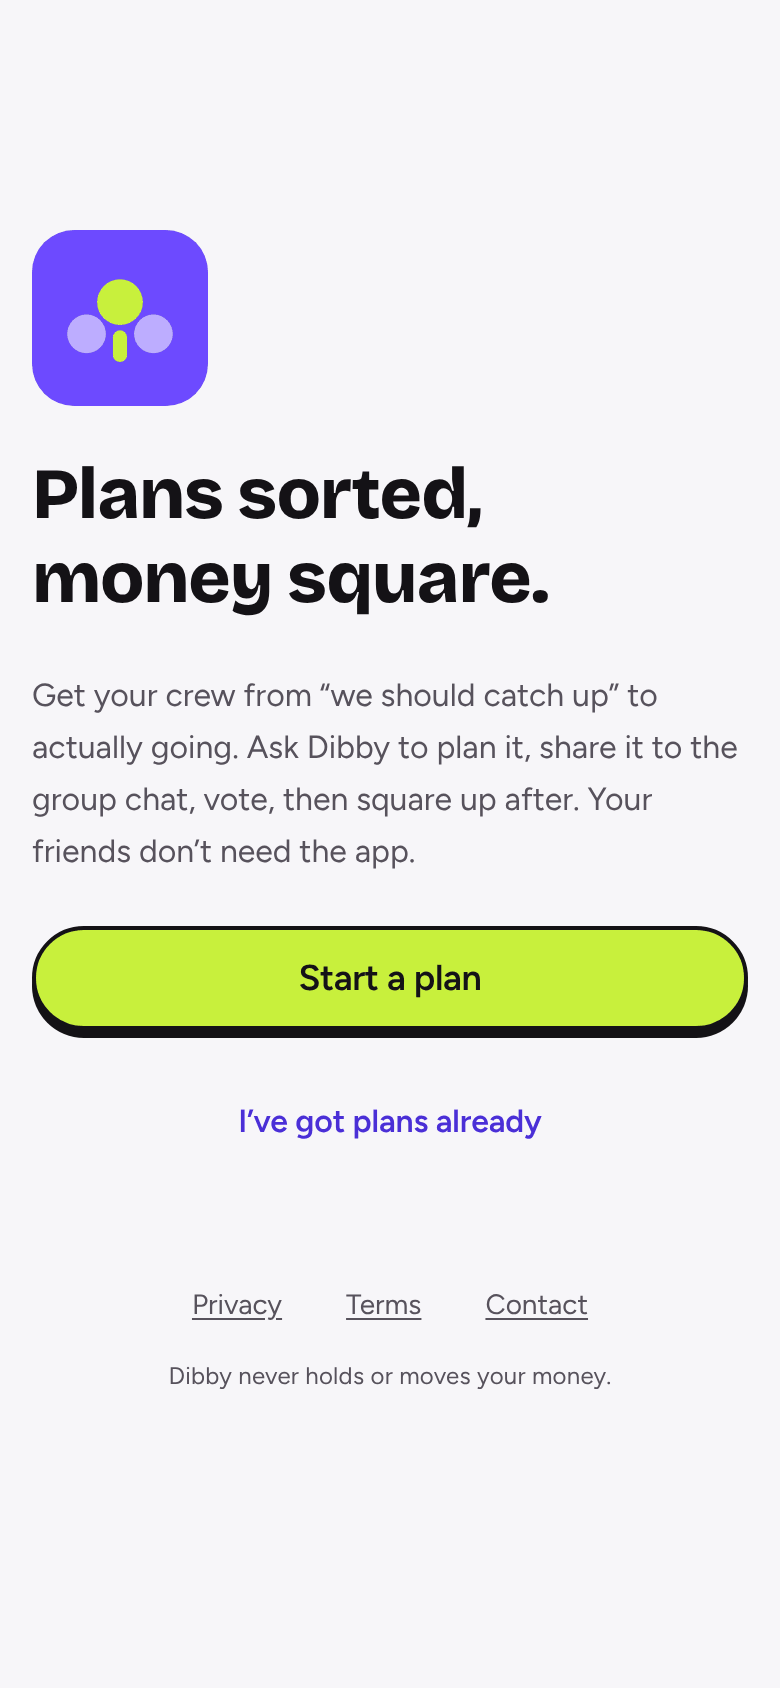 Plans sorted,
money square.
Get your crew from “we should catch up” to
actually going. Ask Dibby to plan it, share it to the
group chat, vote, then square up after. Your
friends don’t need the app.
Start a plan
I’ve got plans already
Privacy Terms Contact
Dibby never holds or moves your money.